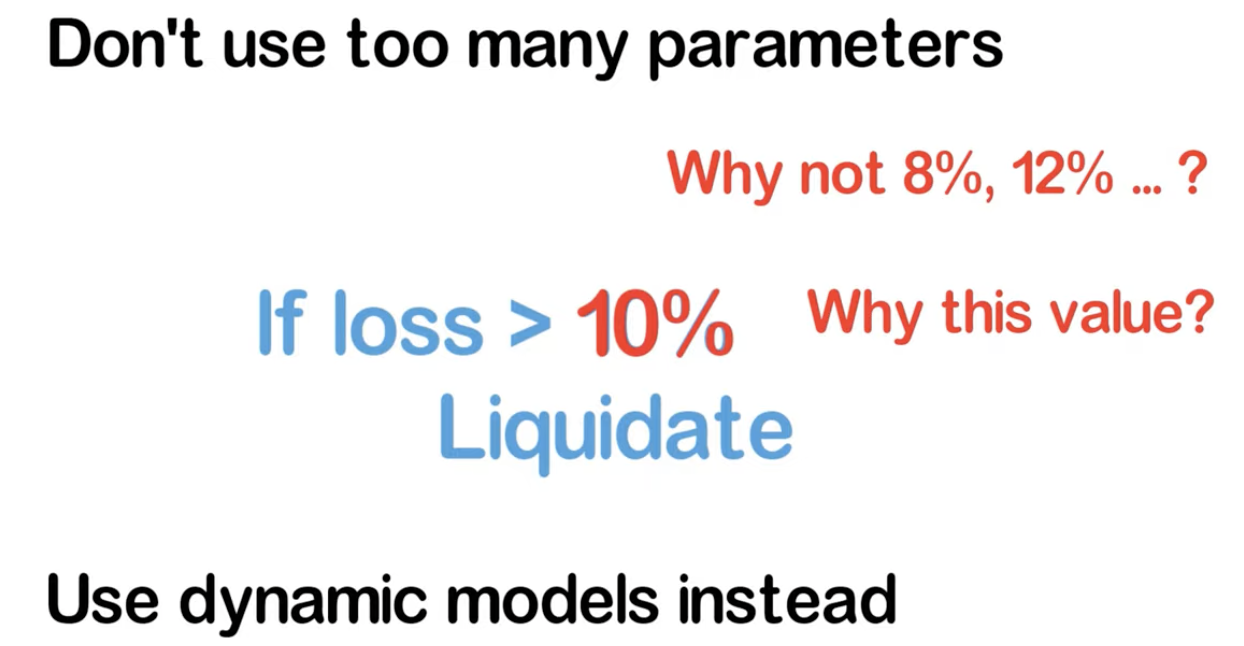 Don't use too many parameters
Why not 8%, 12% ... ?
If loss > 10%
Why this value?
Liquidate
Use dynamic models instead